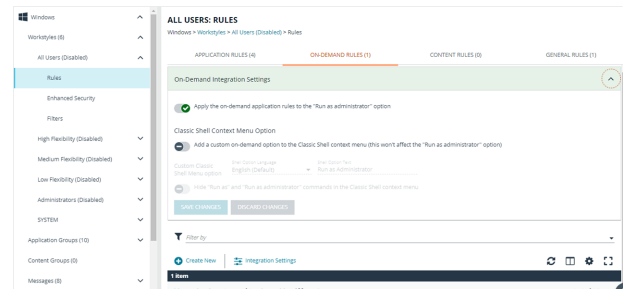 Windows
Workstyles (6)
All Users (Disabled)
Rules
Enhanced Security
Filters
High Flexibility (Disabled)
Medium Flexibility (Disabled)
Low Flexibility (Disabled)
Administrators (Disabled)
SYSTEM
Application Groups (10)
Content Groups (0)
Messages (8)
ALL USERS: RULES
Windows > Workstyles > All Users (Disabled) > Rules
APPLICATION RULES (4)
ON-DEMAND RULES (1)
CONTENT RULES (0)
GENERAL RULES (1)
On-Demand Integration Settings
Apply the on-demand application rules to the "Run as administrator" option
Classic Shell Context Menu Option
Add a custom on-demand option to the Classic Shell context menu (this won't affect the "Run as administrator" option)
Custom Classic
Shell Menu option
English (Default)
Run as Administrator
Hide "Run as" and "Run as administrator" commands in the Classic Shell context menu
SAVE CHANGES
DISCARD CHANGES
Filter by
Create New
Integration Settings
1 item